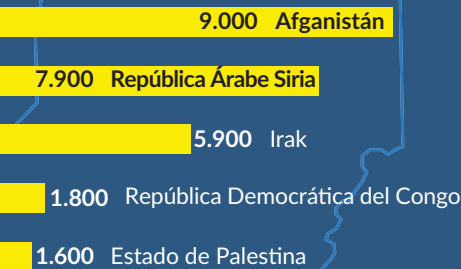 9.000 Afganistán
7.900 República Árabe Siria
5.900 Irak
1.800 República Democrática del Congo
1.600 Estado de Palestina